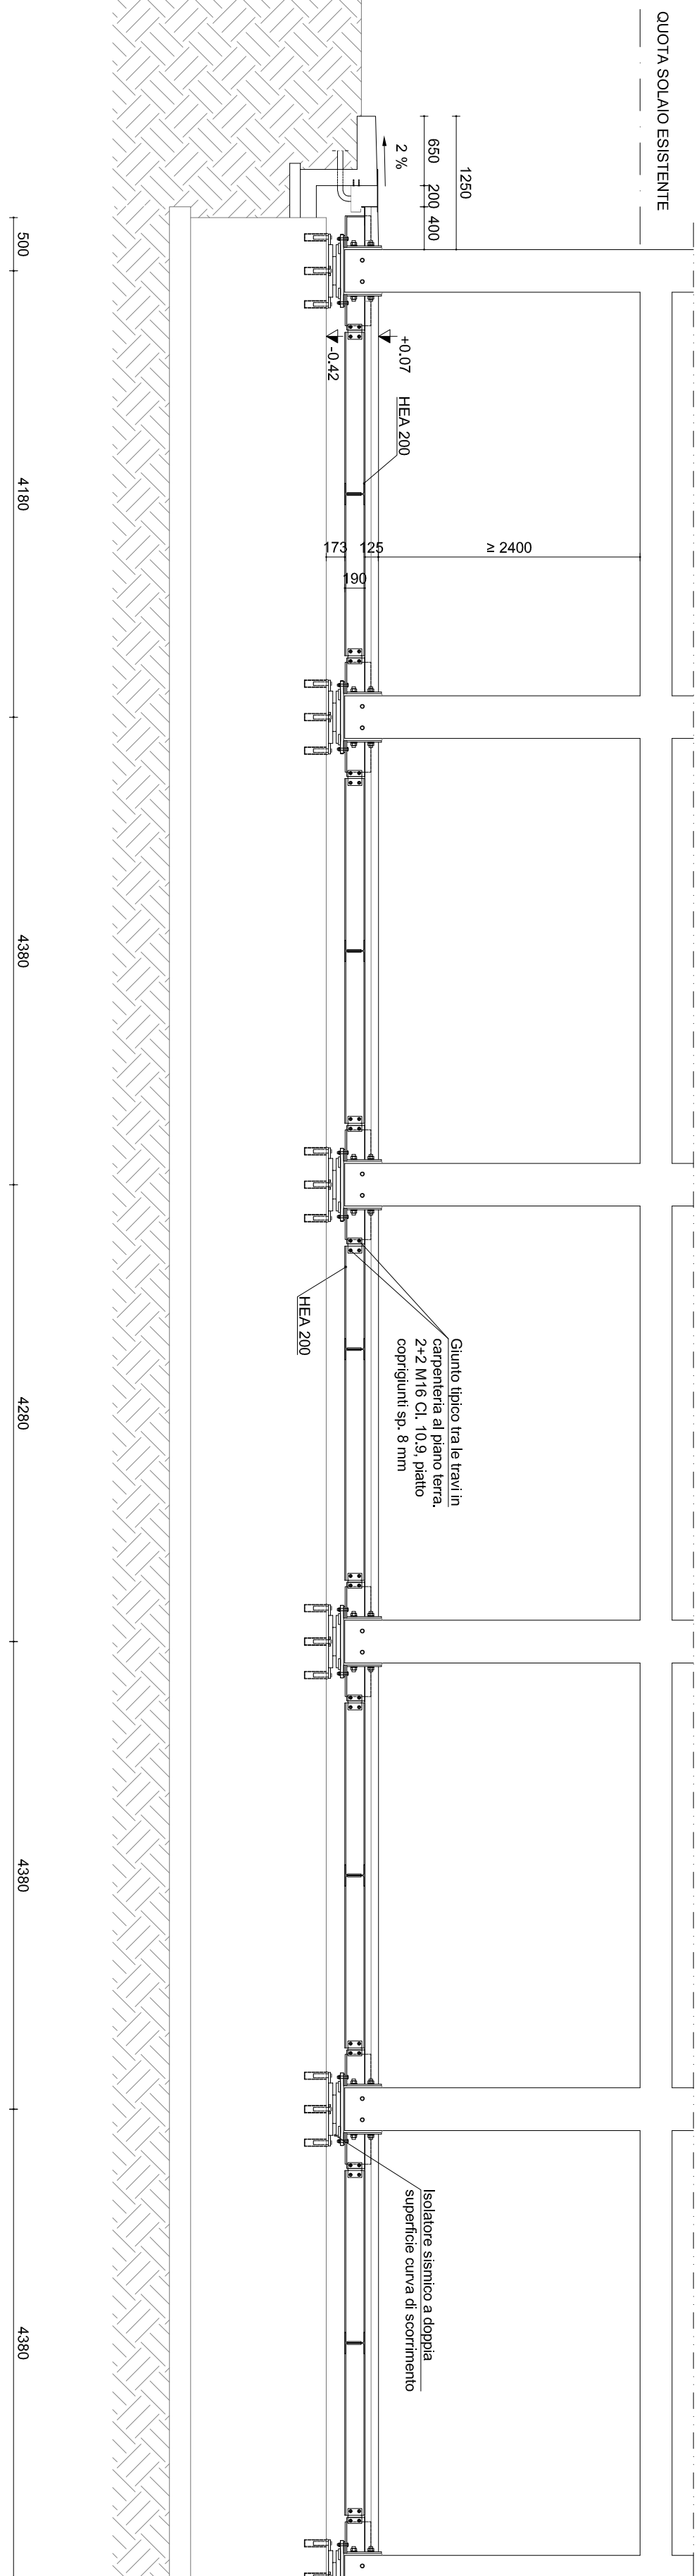 QUOTA SOLAIO ESISTENTE
1250
650
200
400
2 %
+0.07
-0.42
HEA 200
173
125
≥ 2400
190
HEA 200
Giunto tipico tra le travi in
carpenteria al piano terra.
2+2 M16 Cl. 10.9, piatto
coprigiunti sp. 8 mm
Isolatore sismico a doppia
superficie curva di scorrimento
500
4180
4380
4280
4380
4380